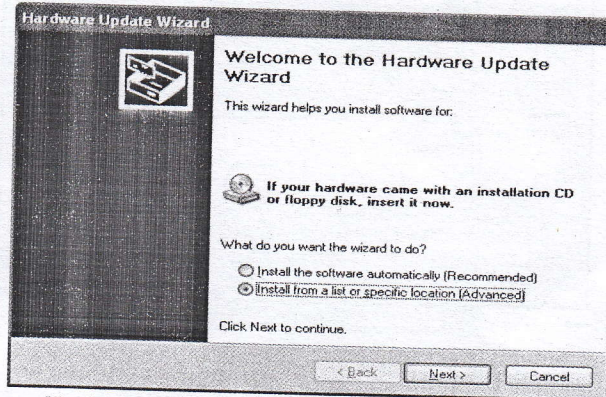 Hardware Update Wizard
Welcome to the Hardware Update
Wizard
This wizard helps you install software for:
If your hardware came with an installation CD
or floppy disk, insert it now.
What do you want the wizard to do?
Install the software automatically (Recommended)
Install from a list or specific location (Advanced)
Click Next to continue.
< Back
Next >
Cancel